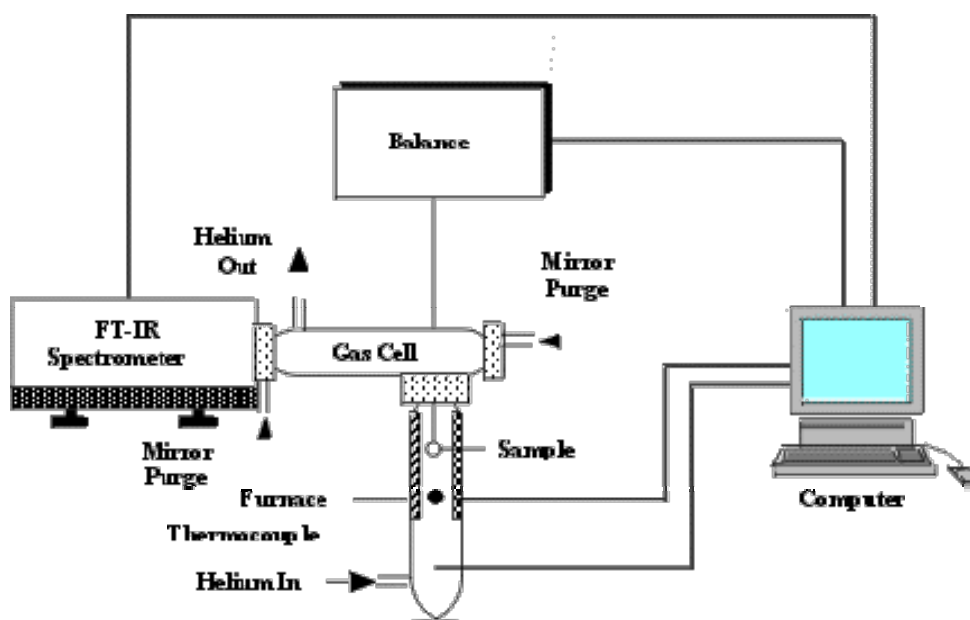 Balance
Helium
Out
Mirror
Purge
FT-IR
Spectrometer
Gas Cell
Mirror
Purge
Sample
Furnace
Computer
Thermocouple
Helium In